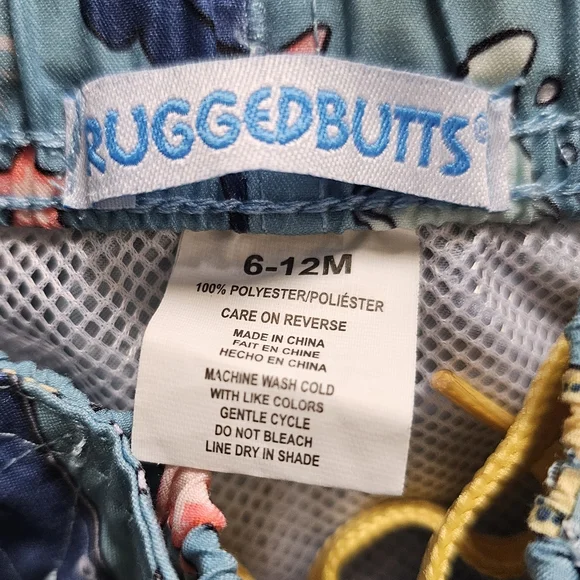 RUGGEDBUTTS®
6-12M
100% POLYESTER/POLIÉSTER
CARE ON REVERSE
MADE IN CHINA
FAIT EN CHINE
HECHO EN CHINA
MACHINE WASH COLD
WITH LIKE COLORS
GENTLE CYCLE
DO NOT BLEACH
LINE DRY IN SHADE